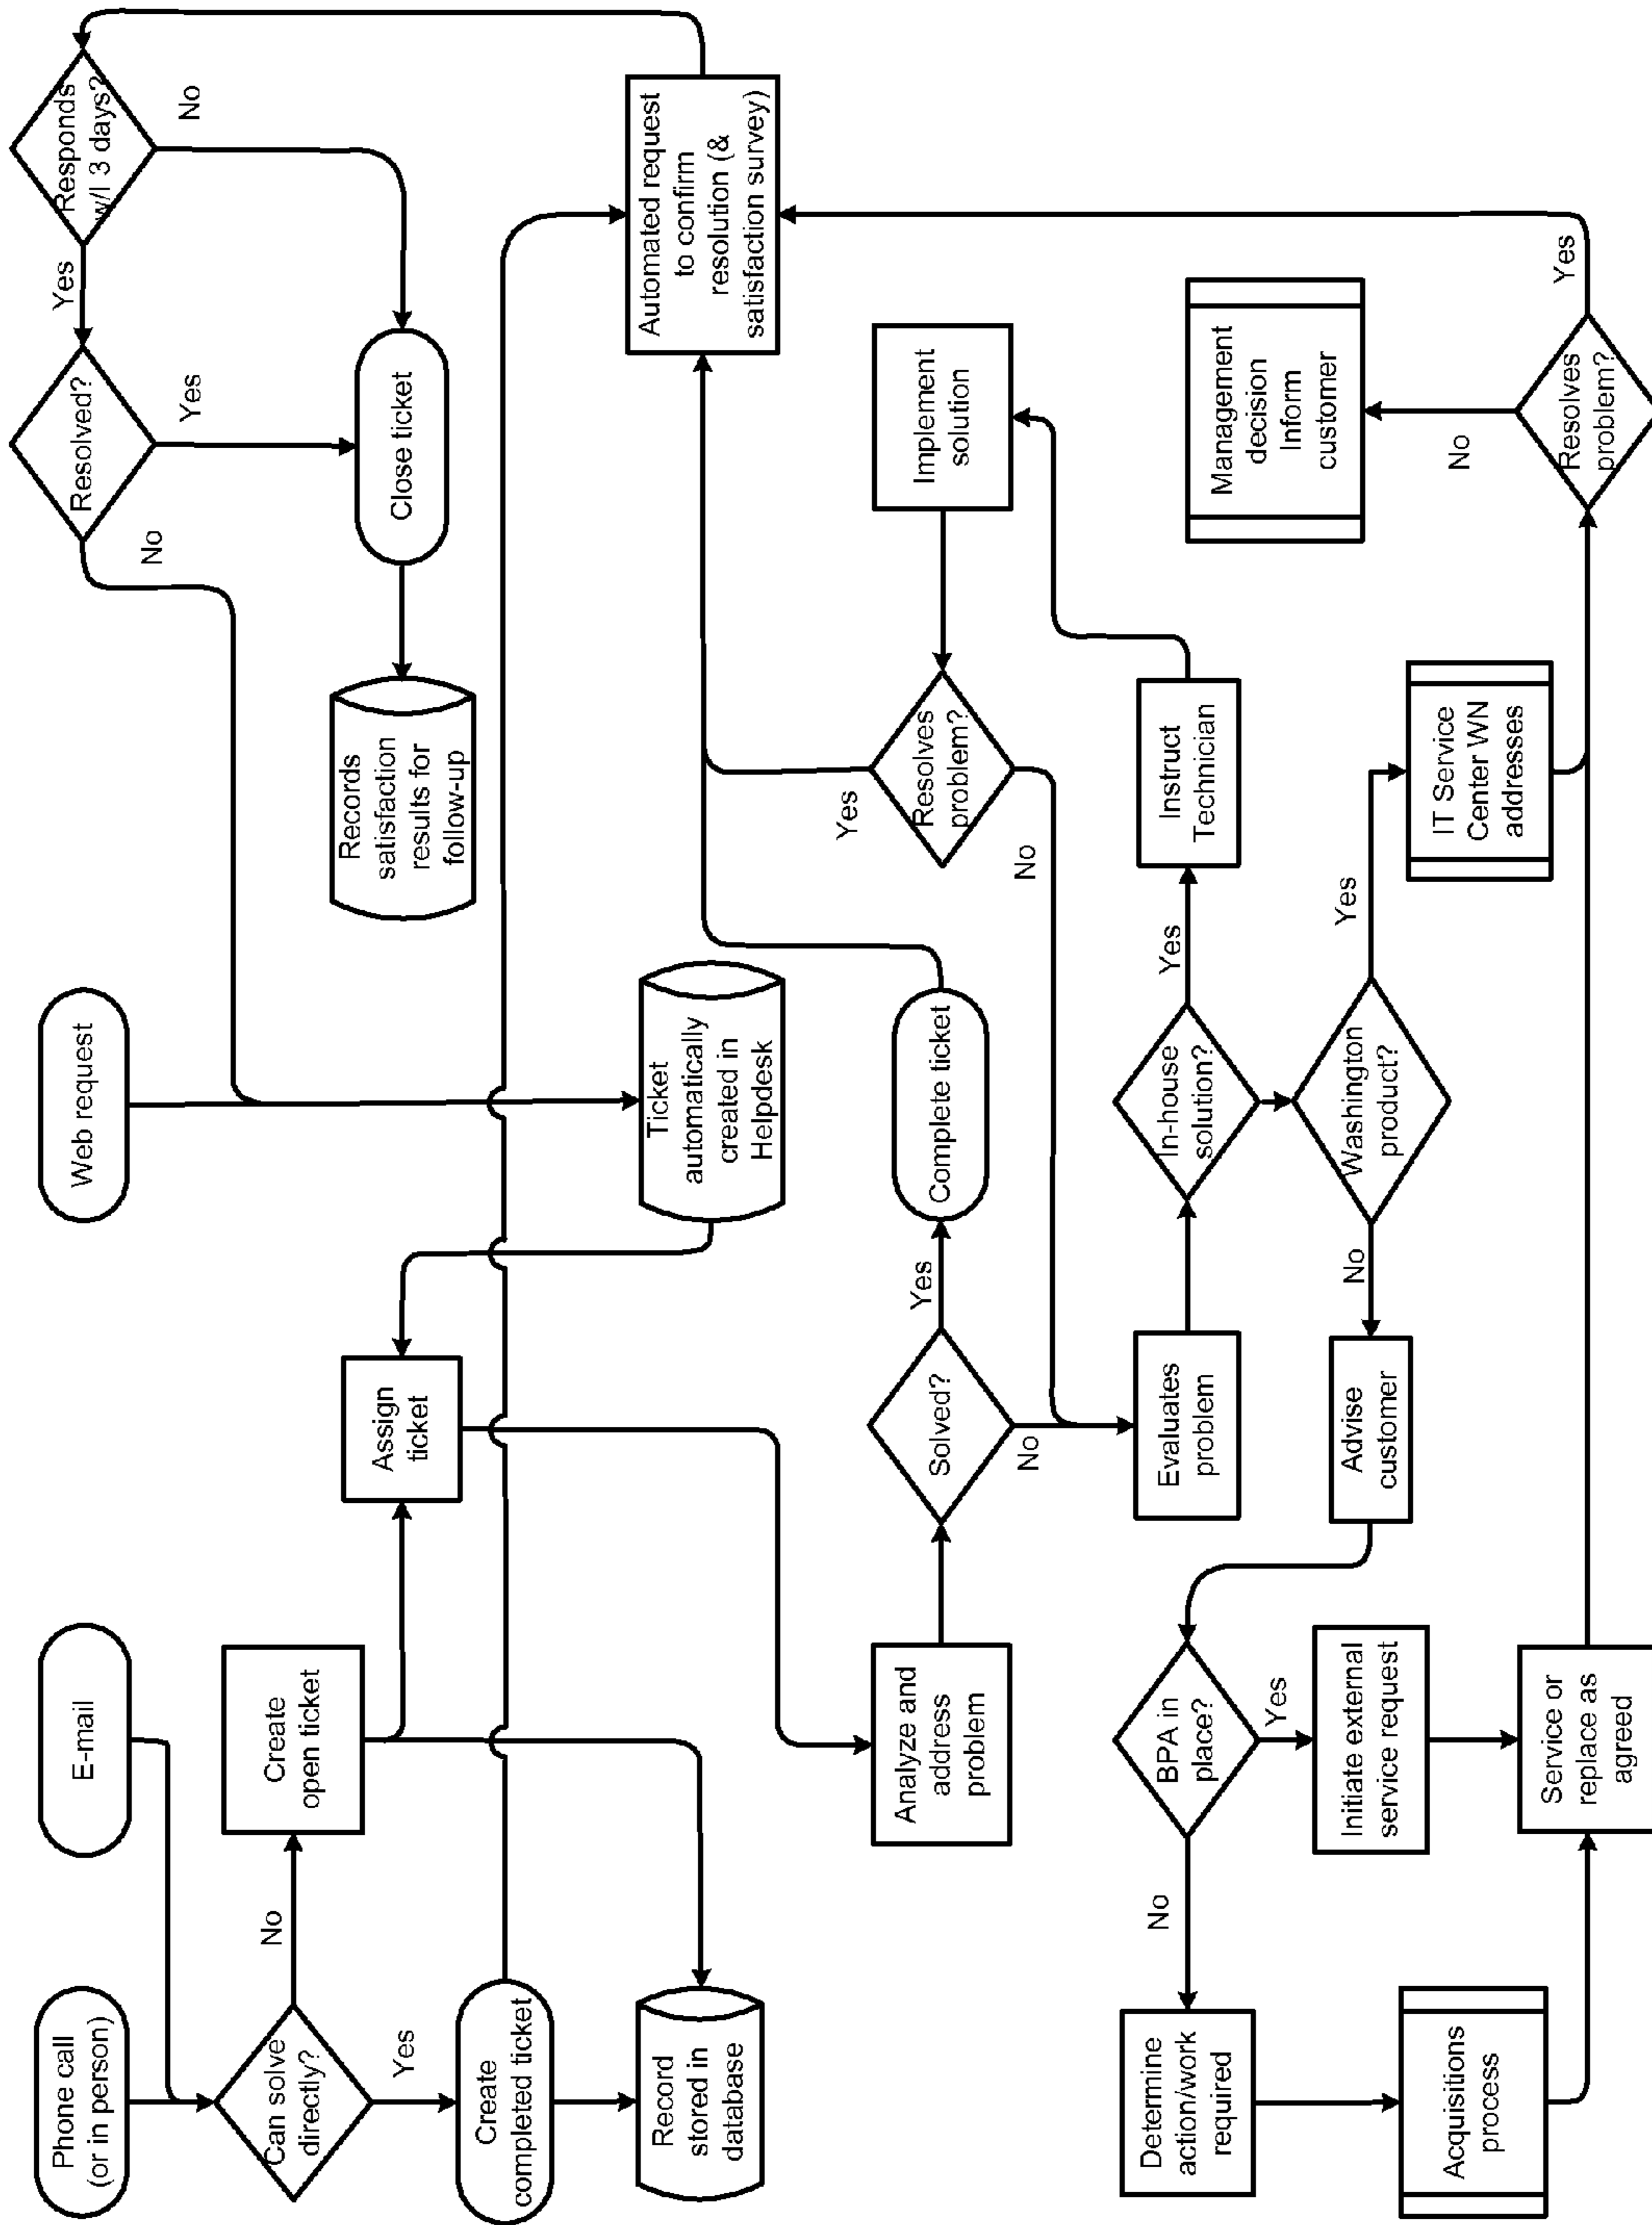 Phone call
(or in person)
E-mail
Web request
Resolved?
Responds
w/I 3 days?
Yes
No
Can solve
directly?
No
Create
open ticket
No
Yes
Yes
Create
completed ticket
Assign
ticket
Records
satisfaction
results for
follow-up
Close ticket
Record
stored in
database
Ticket
automatically
created in
Helpdesk
Automated request
to confirm
resolution (&
satisfaction survey)
Analyze and
address
problem
Solved?
Yes
Complete ticket
Yes
Resolves
problem?
Implement
solution
No
No
Evaluates
problem
In-house
solution?
Yes
Instruct
Technician
Management
decision
Inform
customer
No
BPA in
place?
Yes
Advise
customer
No
Washington
product?
Yes
IT Service
Center WN
addresses
No
Determine
action/work
required
Initiate external
service request
Acquisitions
process
Service or
replace as
agreed
Resolves
problem?
Yes